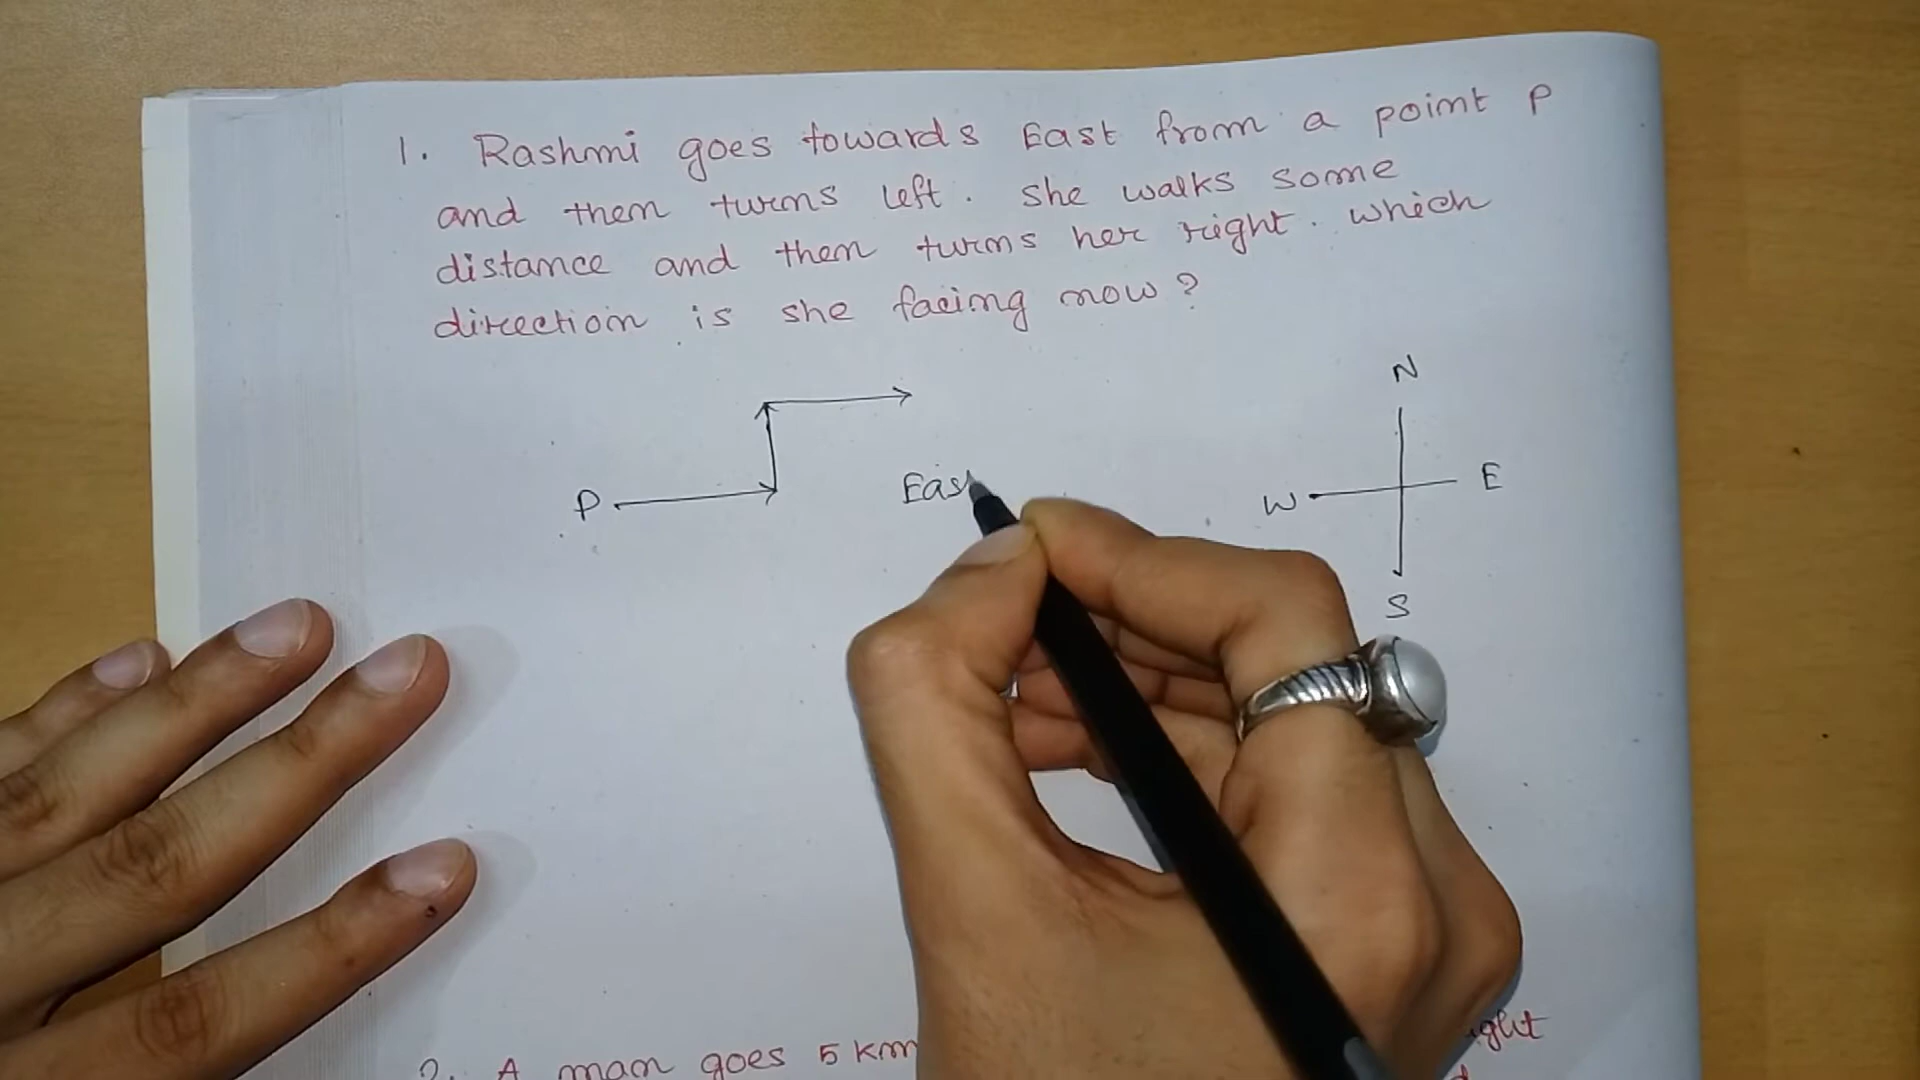 1. Rashmi goes towards East from a point P
and then turns left. She walks some
distance and then turns her right. which
direction is she facing now?
N
P
Eas
W
E
S
2. A man goes 5 km
ght